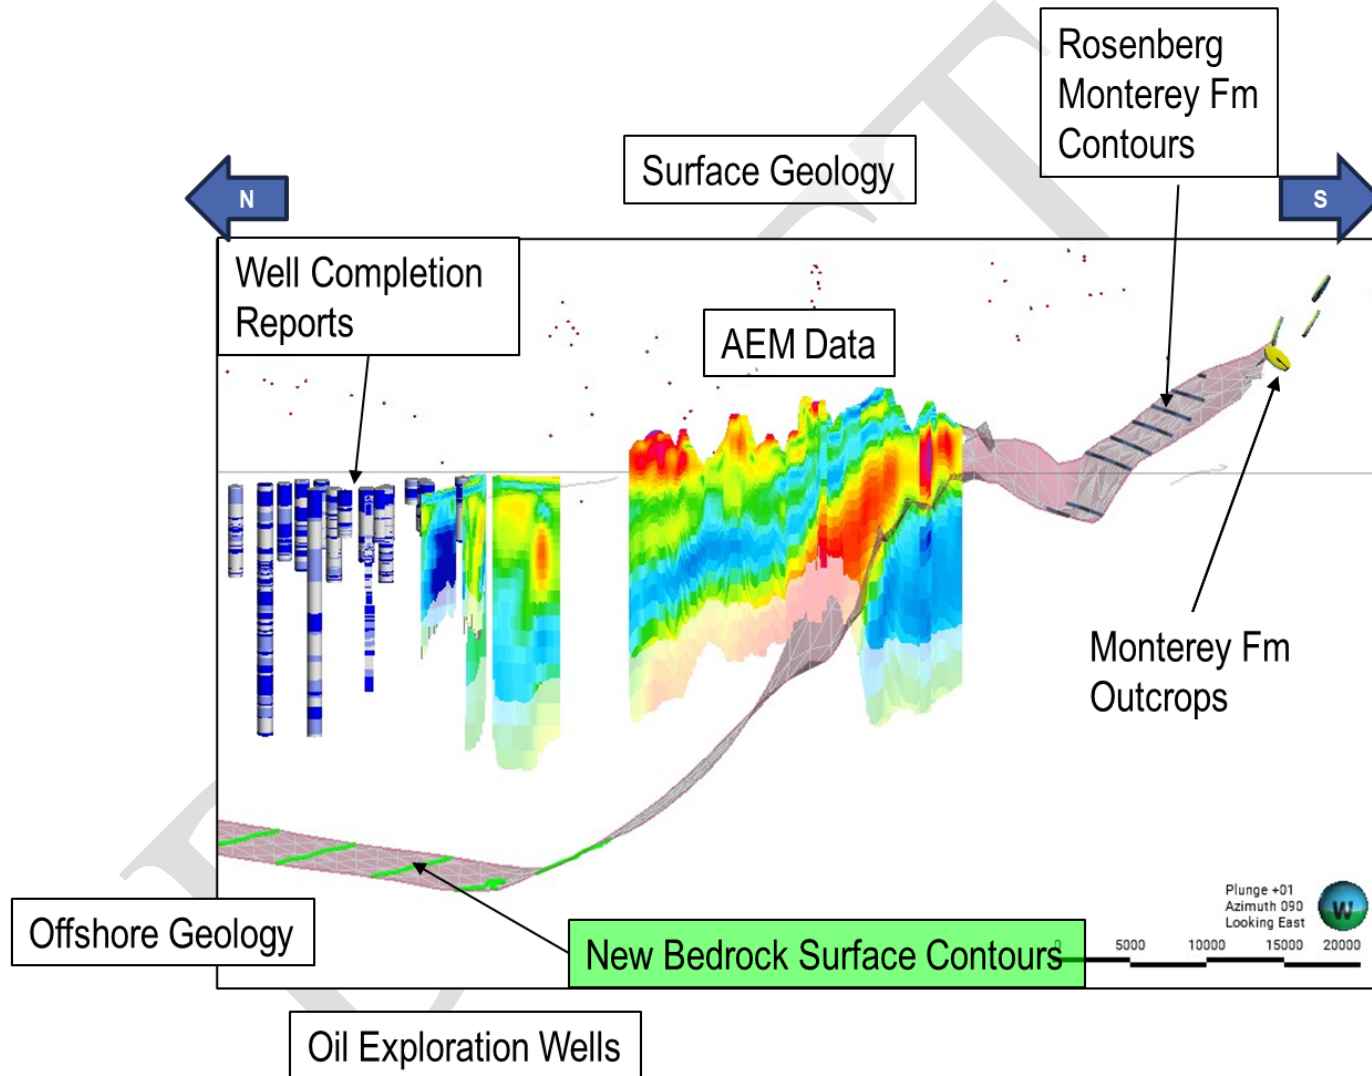 Rosenberg
Monterey Fm
Contours
Surface Geology
N
S
Well Completion
Reports
AEM Data
Monterey Fm
Outcrops
Plunge +01
Azimuth 090
Looking East
W
0 5000 10000 15000 20000
Offshore Geology
New Bedrock Surface Contours
Oil Exploration Wells